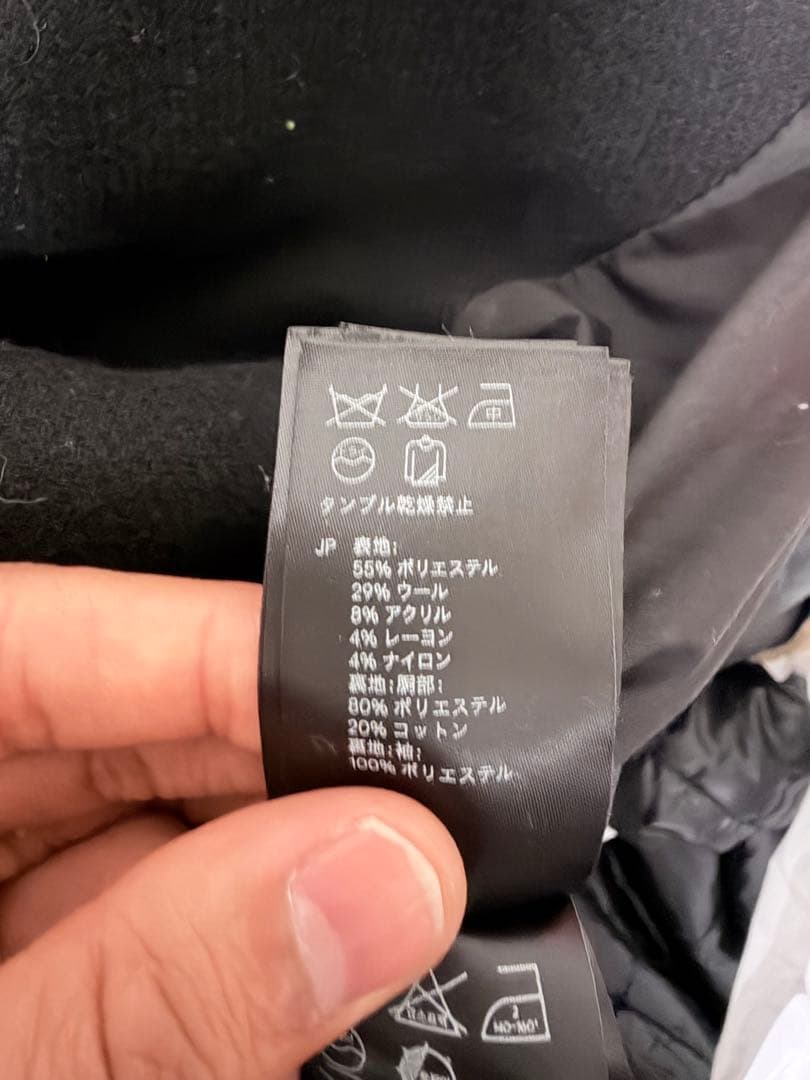 中
タンブル乾燥禁止
JP 表地:
55% ポリエステル
29% ウール
8% アクリル
4% レーヨン
4% ナイロン
裏地:胴部:
80% ポリエステル
20% コットン
裏地:袖:
100% ポリエステル